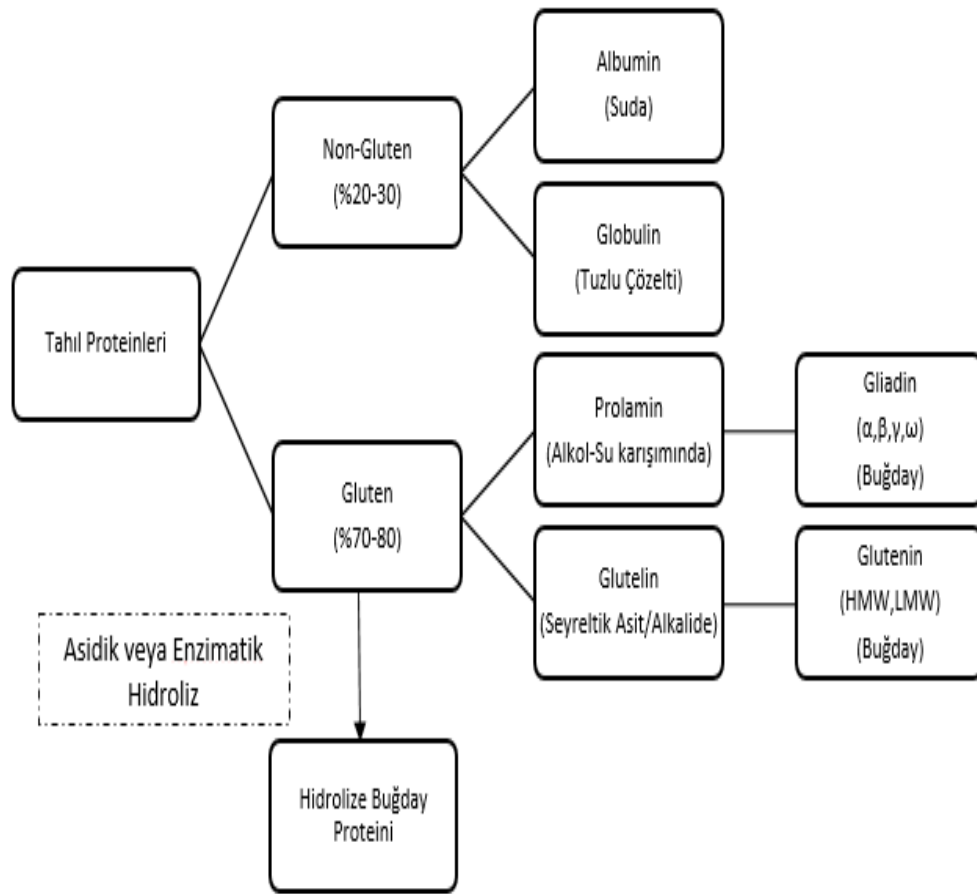 Tahıl Proteinleri
Non-Gluten
(%20-30)
Albumin
(Suda)
Globulin
(Tuzlu Çözelti)
Gluten
(%70-80)
Prolamin
(Alkol-Su karışımında)
Gliadin
(α,β,γ,ω)
(Buğday)
Glutelin
(Seyreltik Asit/Alkalide)
Glutenin
(HMW,LMW)
(Buğday)
Asidik veya Enzimatik
Hidroliz
Hidrolize Buğday
Proteini